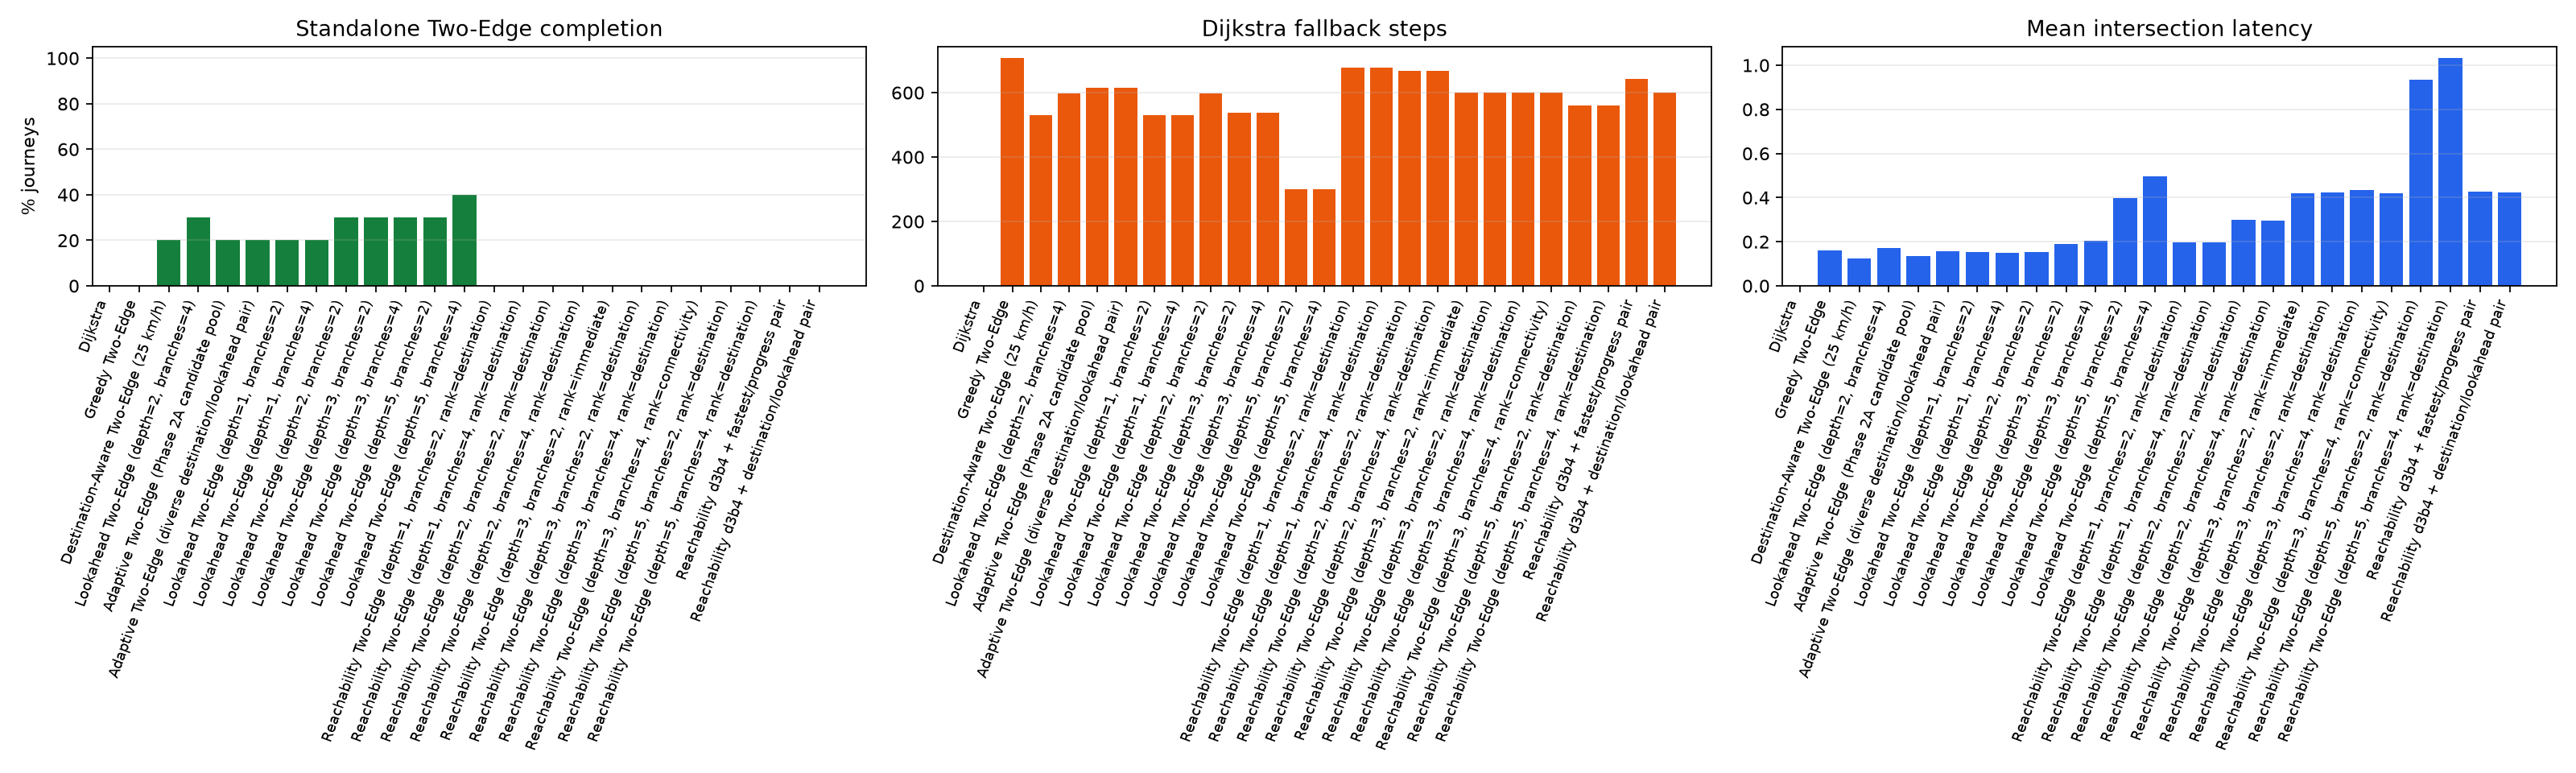 Standalone Two-Edge completion
% journeys
100
80
60
40
20
0
Dijkstra
Greedy Two-Edge
Destination-Aware Two-Edge (25 km/h)
Lookahead Two-Edge (depth=2, branches=4)
Adaptive Two-Edge (Phase 2A candidate pool)
Adaptive Two-Edge (diverse destination/lookahead pair)
Lookahead Two-Edge (depth=1, branches=2)
Lookahead Two-Edge (depth=1, branches=4)
Lookahead Two-Edge (depth=2, branches=2)
Lookahead Two-Edge (depth=3, branches=2)
Lookahead Two-Edge (depth=3, branches=4)
Lookahead Two-Edge (depth=5, branches=2)
Lookahead Two-Edge (depth=5, branches=4)
Reachability Two-Edge (depth=1, branches=2, rank=destination)
Reachability Two-Edge (depth=1, branches=4, rank=destination)
Reachability Two-Edge (depth=2, branches=2, rank=destination)
Reachability Two-Edge (depth=2, branches=4, rank=destination)
Reachability Two-Edge (depth=3, branches=2, rank=immediate)
Reachability Two-Edge (depth=3, branches=2, rank=destination)
Reachability Two-Edge (depth=3, branches=4, rank=destination)
Reachability Two-Edge (depth=3, branches=4, rank=connectivity)
Reachability Two-Edge (depth=5, branches=2, rank=destination)
Reachability Two-Edge (depth=5, branches=4, rank=destination)
Reachability d3b4 + fastest/progress pair
Reachability d3b4 + destination/lookahead pair
Dijkstra fallback steps
600
400
200
0
Dijkstra
Greedy Two-Edge
Destination-Aware Two-Edge (25 km/h)
Lookahead Two-Edge (depth=2, branches=4)
Adaptive Two-Edge (Phase 2A candidate pool)
Adaptive Two-Edge (diverse destination/lookahead pair)
Lookahead Two-Edge (depth=1, branches=2)
Lookahead Two-Edge (depth=1, branches=4)
Lookahead Two-Edge (depth=2, branches=2)
Lookahead Two-Edge (depth=3, branches=2)
Lookahead Two-Edge (depth=3, branches=4)
Lookahead Two-Edge (depth=5, branches=2)
Lookahead Two-Edge (depth=5, branches=4)
Reachability Two-Edge (depth=1, branches=2, rank=destination)
Reachability Two-Edge (depth=1, branches=4, rank=destination)
Reachability Two-Edge (depth=2, branches=2, rank=destination)
Reachability Two-Edge (depth=2, branches=4, rank=destination)
Reachability Two-Edge (depth=3, branches=2, rank=immediate)
Reachability Two-Edge (depth=3, branches=2, rank=destination)
Reachability Two-Edge (depth=3, branches=4, rank=destination)
Reachability Two-Edge (depth=3, branches=4, rank=connectivity)
Reachability Two-Edge (depth=5, branches=2, rank=destination)
Reachability Two-Edge (depth=5, branches=4, rank=destination)
Reachability d3b4 + fastest/progress pair
Reachability d3b4 + destination/lookahead pair
Mean intersection latency
1.0
0.8
0.6
0.4
0.2
0.0
Dijkstra
Greedy Two-Edge
Destination-Aware Two-Edge (25 km/h)
Lookahead Two-Edge (depth=2, branches=4)
Adaptive Two-Edge (Phase 2A candidate pool)
Adaptive Two-Edge (diverse destination/lookahead pair)
Lookahead Two-Edge (depth=1, branches=2)
Lookahead Two-Edge (depth=1, branches=4)
Lookahead Two-Edge (depth=2, branches=2)
Lookahead Two-Edge (depth=3, branches=2)
Lookahead Two-Edge (depth=3, branches=4)
Lookahead Two-Edge (depth=5, branches=2)
Lookahead Two-Edge (depth=5, branches=4)
Reachability Two-Edge (depth=1, branches=2, rank=destination)
Reachability Two-Edge (depth=1, branches=4, rank=destination)
Reachability Two-Edge (depth=2, branches=2, rank=destination)
Reachability Two-Edge (depth=2, branches=4, rank=destination)
Reachability Two-Edge (depth=3, branches=2, rank=immediate)
Reachability Two-Edge (depth=3, branches=2, rank=destination)
Reachability Two-Edge (depth=3, branches=4, rank=destination)
Reachability Two-Edge (depth=3, branches=4, rank=connectivity)
Reachability Two-Edge (depth=5, branches=2, rank=destination)
Reachability Two-Edge (depth=5, branches=4, rank=destination)
Reachability d3b4 + fastest/progress pair
Reachability d3b4 + destination/lookahead pair